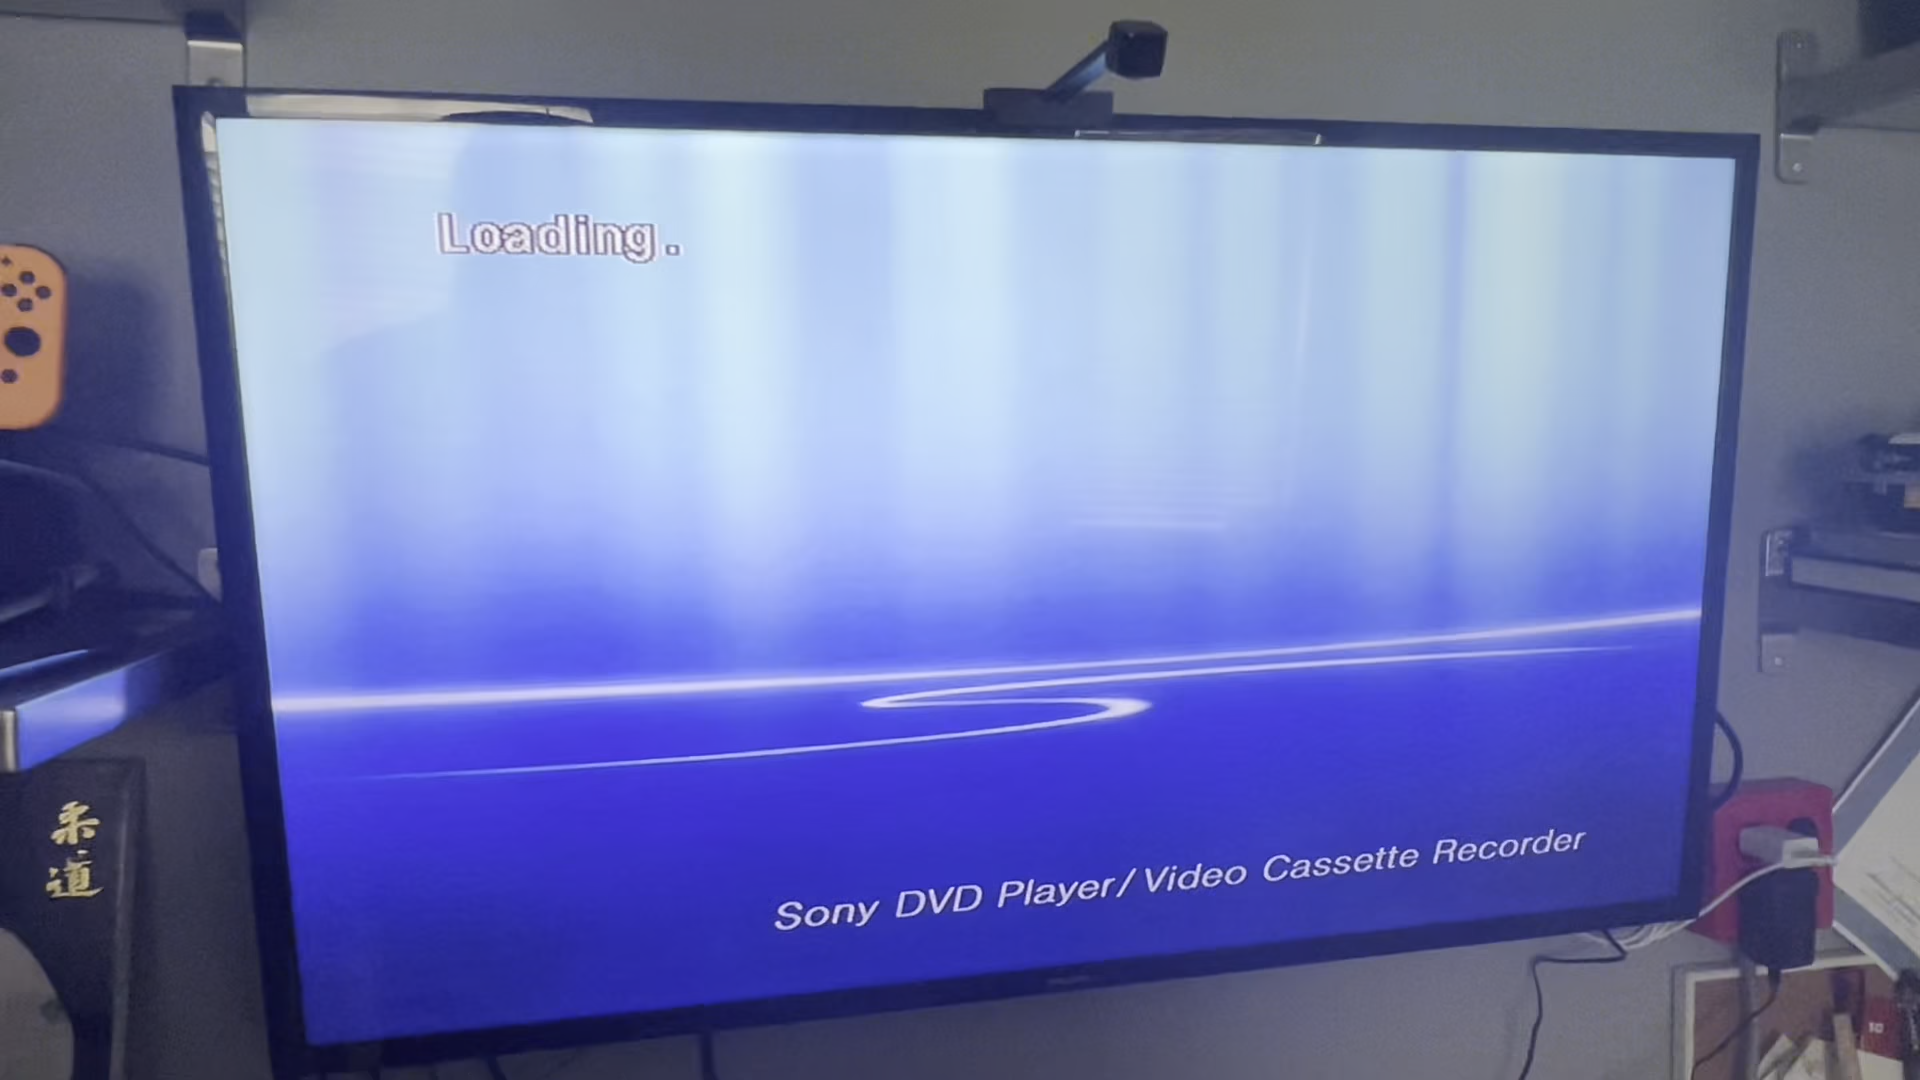 Loading.
Sony DVD Player/Video Cassette Recorder
柔道